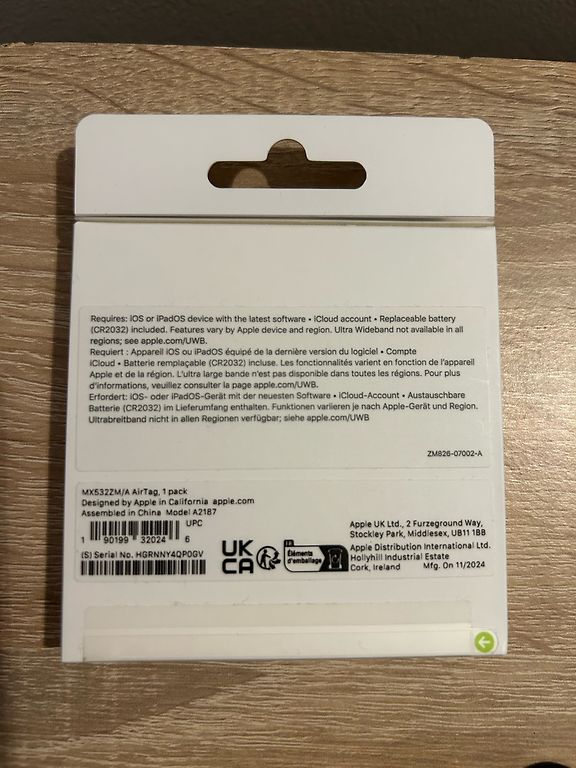 Requires: iOS or iPadOS device with the latest software • iCloud account • Replaceable battery
(CR2032) included. Features vary by Apple device and region. Ultra Wideband not available in all
regions; see apple.com/UWB.
Requiert : Appareil iOS ou iPadOS équipé de la dernière version du logiciel • Compte
iCloud • Batterie remplaçable (CR2032) incluse. Les fonctionnalités varient en fonction de l'appareil
Apple et de la région. L'ultra large bande n'est pas disponible dans toutes les régions. Pour plus
d'informations, veuillez consulter la page apple.com/UWB.
Erfordert: iOS- oder iPadOS-Gerät mit der neuesten Software • iCloud-Account • Austauschbare
Batterie (CR2032) im Lieferumfang enthalten. Funktionen variieren je nach Apple-Gerät und Region.
Ultrabreitband nicht in allen Regionen verfügbar; siehe apple.com/UWB
ZM826-07002-A
MX532ZM/A AirTag, 1 pack
Designed by Apple in California apple.com
Assembled in China Model A2187
UPC
1 90199 32024 6
(S) Serial No. HGRNNY4QP0GV
UK
CA
FR
Éléments
d'emballage
Apple UK Ltd., 2 Furzeground Way,
Stockley Park, Middlesex, UB11 1BB
Apple Distribution International Ltd.
Hollyhill Industrial Estate
Cork, Ireland Mfg. On 11/2024